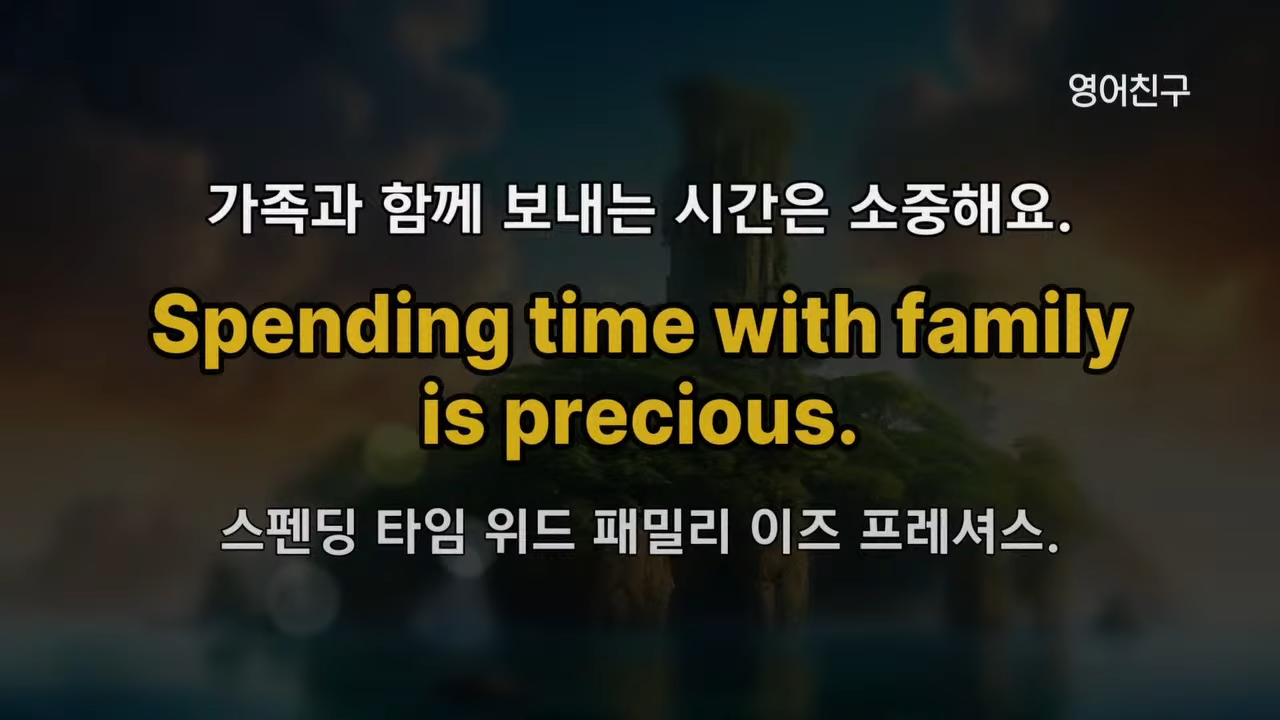 영어친구
가족과 함께 보내는 시간은 소중해요.
Spending time with family
is precious.
스펜딩 타임 위드 패밀리 이즈 프레셔스.